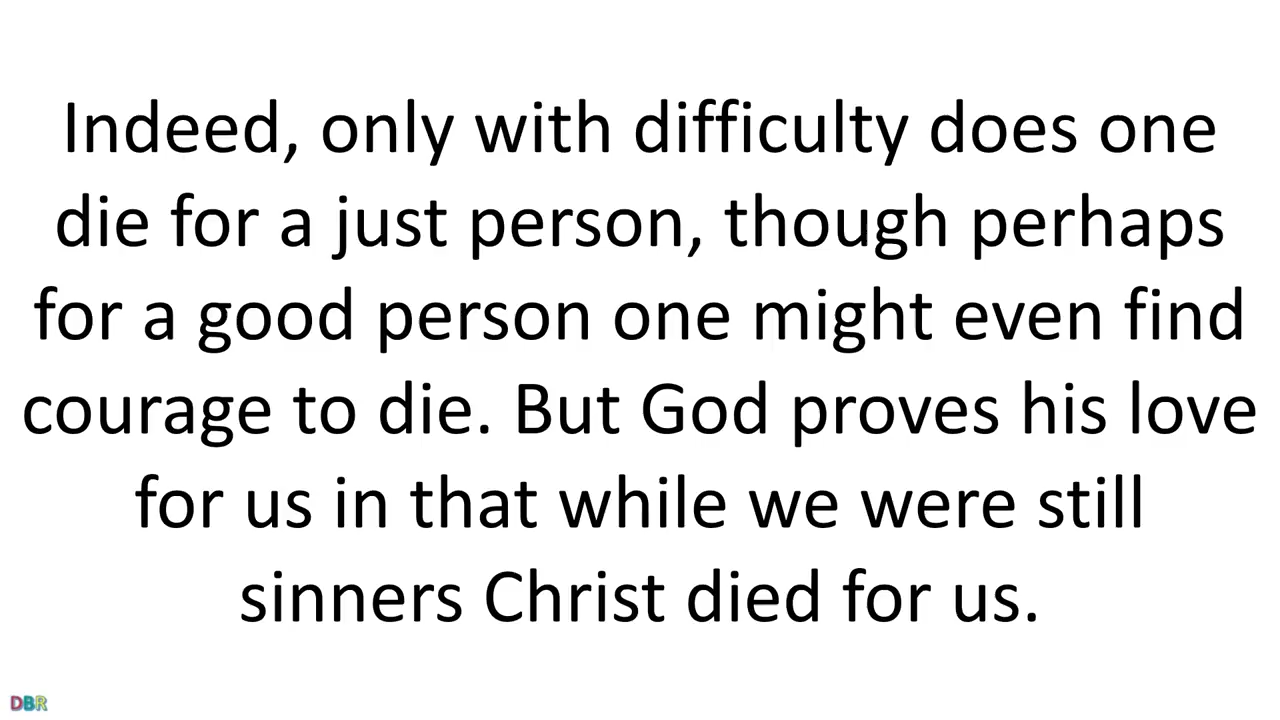 Indeed, only with difficulty does one
die for a just person, though perhaps
for a good person one might even find
courage to die. But God proves his love
for us in that while we were still
sinners Christ died for us.
DBR